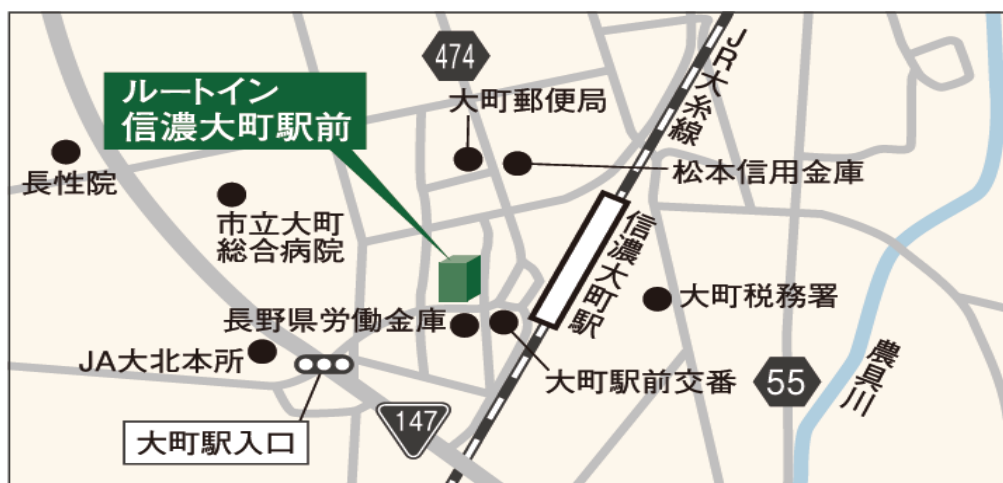 474
JR大糸線
ルートイン
信濃大町駅前
大町郵便局
長性院
松本信用金庫
市立大町
総合病院
信濃大町駅
大町税務署
長野県労働金庫
JA大北本所
大町駅前交番
55
農具川
147
大町駅入口